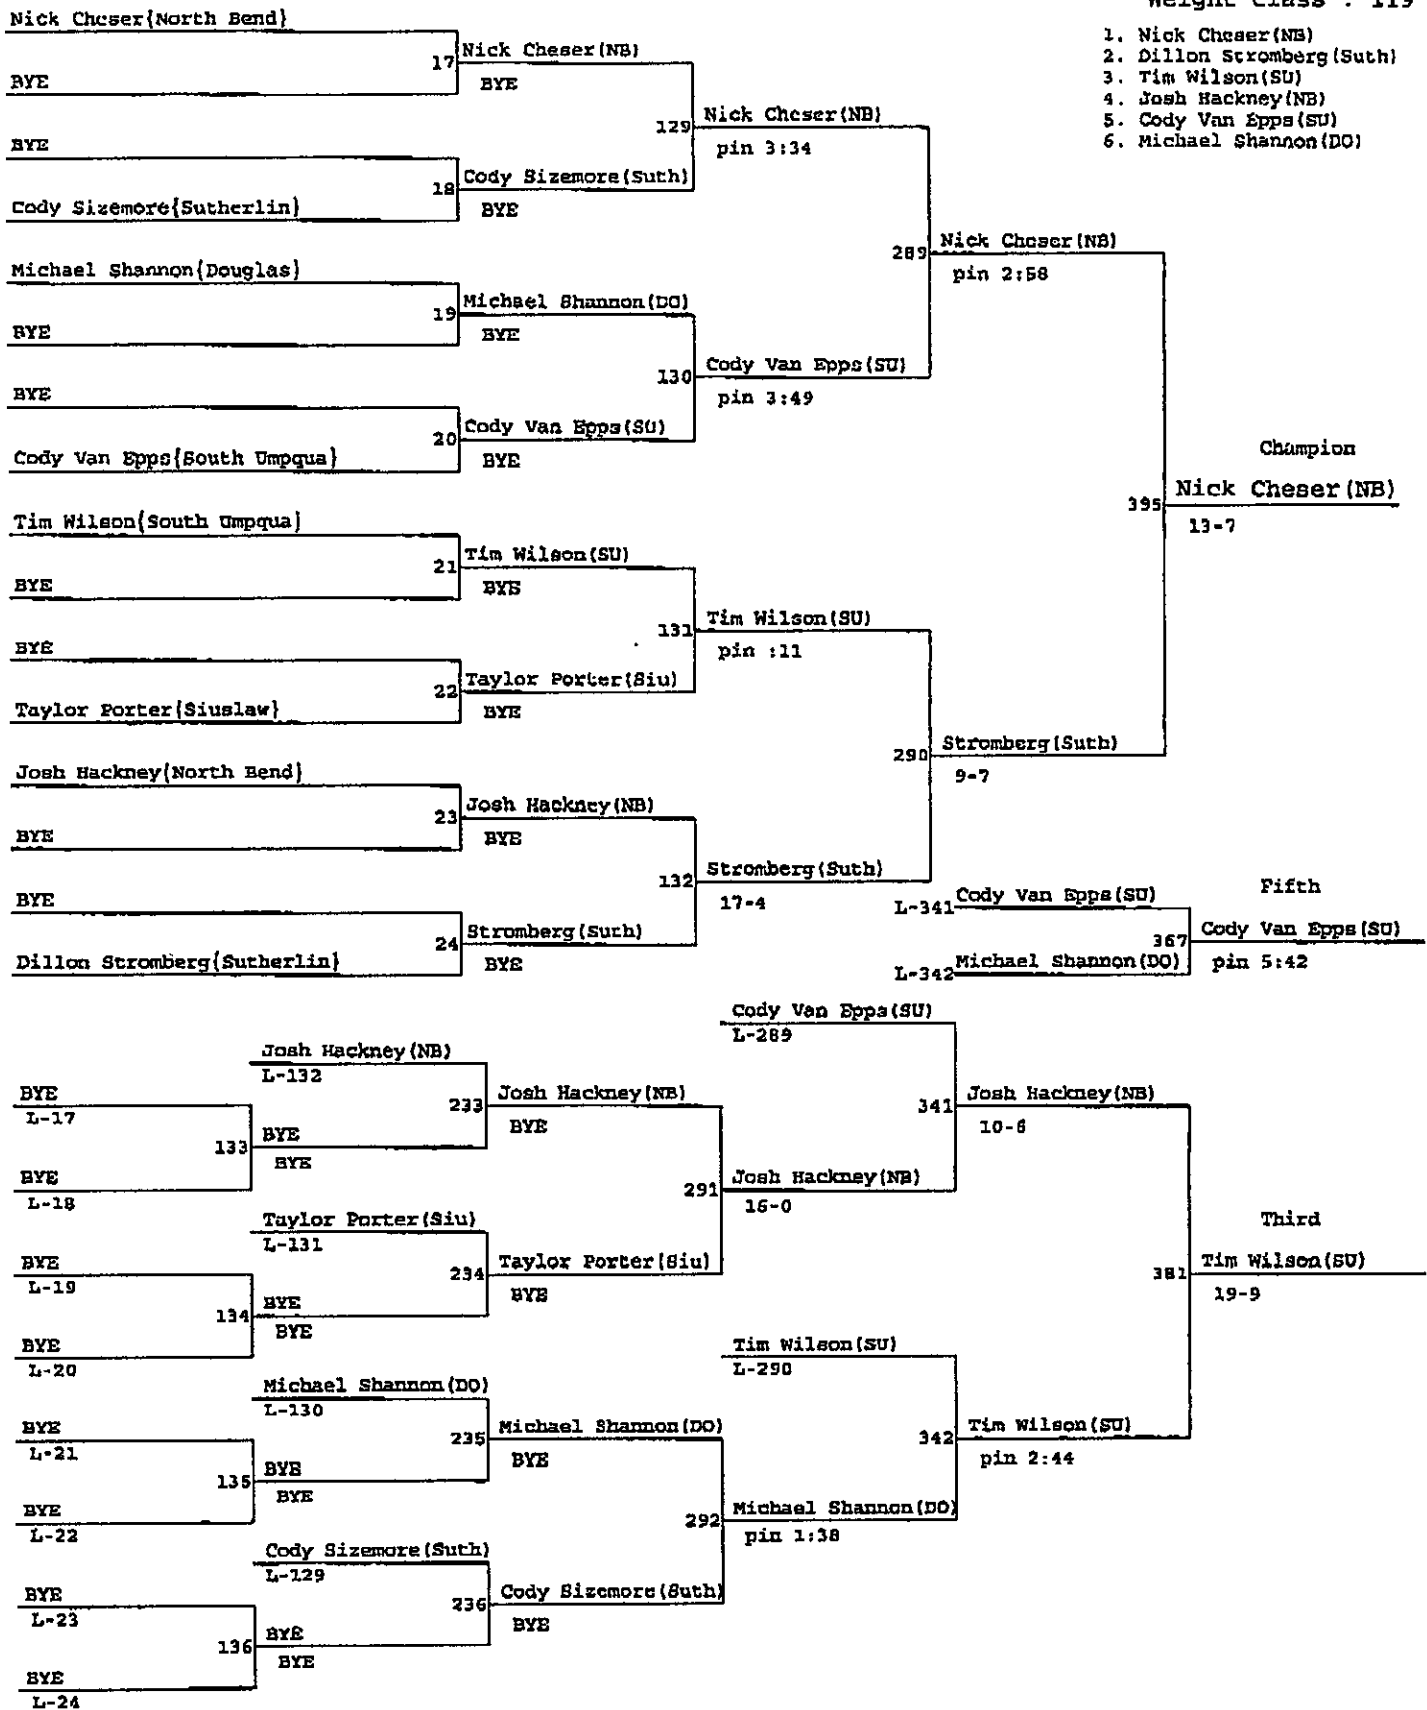 Weight Class : 119
1. Nick Cheser(NB)
2. Dillon Stromberg(Suth)
3. Tim Wilson(SU)
4. Josh Hackney(NB)
5. Cody Van Epps(SU)
6. Michael Shannon(DO)
Nick Cheser{North Bend}
17 Nick Cheser(NB)
BYE
BYE
129 Nick Cheser(NB)
pin 3:34
BYE
18 Cody Sizemore(Suth)
Cody Sizemore{Sutherlin}
BYE
289 Nick Cheser(NB)
pin 2:58
Michael Shannon{Douglas}
19 Michael Shannon(DO)
BYE
BYE
130 Cody Van Epps(SU)
pin 3:49
BYE
20 Cody Van Epps(SU)
Cody Van Epps{South Umpqua}
BYE
Champion
395 Nick Cheser(NB)
13-7
Tim Wilson{South Umpqua}
21 Tim Wilson(SU)
BYE
BYE
131 Tim Wilson(SU)
pin :11
BYE
22 Taylor Porter(Siu)
Taylor Porter{Siuslaw}
BYE
290 Stromberg(Suth)
9-7
Josh Hackney{North Bend}
23 Josh Hackney(NB)
BYE
BYE
132 Stromberg(Suth)
17-4
BYE
24 Stromberg(Suth)
Dillon Stromberg{Sutherlin}
BYE
Fifth
L-341 Cody Van Epps(SU)
367 Cody Van Epps(SU)
pin 5:42
L-342 Michael Shannon(DO)
Cody Van Epps(SU)
L-289
Josh Hackney(NB)
L-132
BYE
L-17
233 Josh Hackney(NB)
BYE
341 Josh Hackney(NB)
10-6
133 BYE
BYE
BYE
L-18
291 Josh Hackney(NB)
16-0
Taylor Porter(Siu)
L-131
Third
BYE
L-19
234 Taylor Porter(Siu)
BYE
381 Tim Wilson(SU)
19-9
134 BYE
BYE
BYE
L-20
Tim Wilson(SU)
L-290
Michael Shannon(DO)
L-130
BYE
L-21
235 Michael Shannon(DO)
BYE
342 Tim Wilson(SU)
pin 2:44
135 BYE
BYE
BYE
L-22
292 Michael Shannon(DO)
pin 1:38
Cody Sizemore(Suth)
L-129
BYE
L-23
236 Cody Sizemore(Suth)
BYE
136 BYE
BYE
BYE
L-24